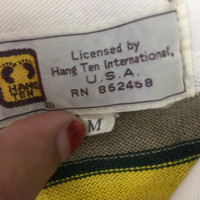 HANG
TEN
®
Licensed by
Hang Ten International,
U.S.A.
RN 862458
M